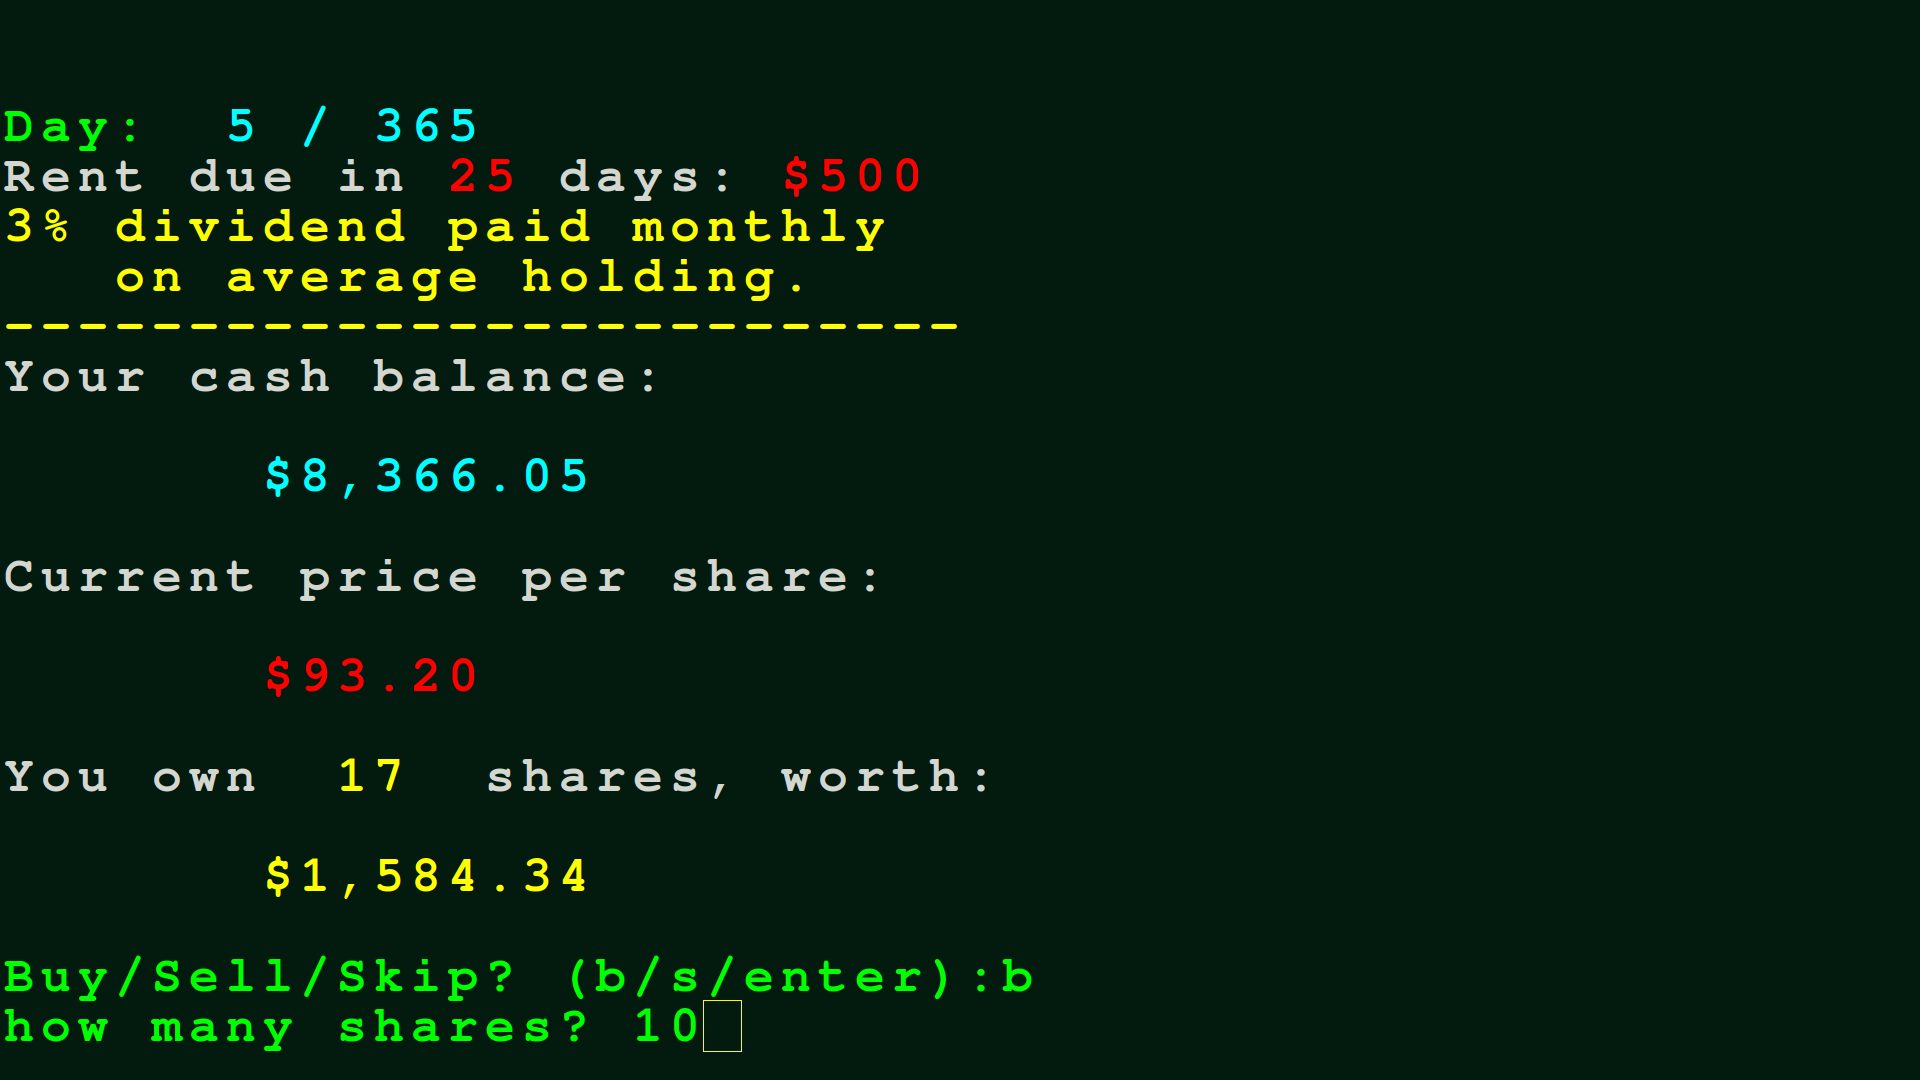 Day:  5 / 365
Rent due in 25 days: $500
3% dividend paid monthly
on average holding.
--------------------------
Your cash balance:
$8,366.05
Current price per share:
$93.20
You own  17  shares, worth:
$1,584.34
Buy/Sell/Skip? (b/s/enter):b
how many shares? 10